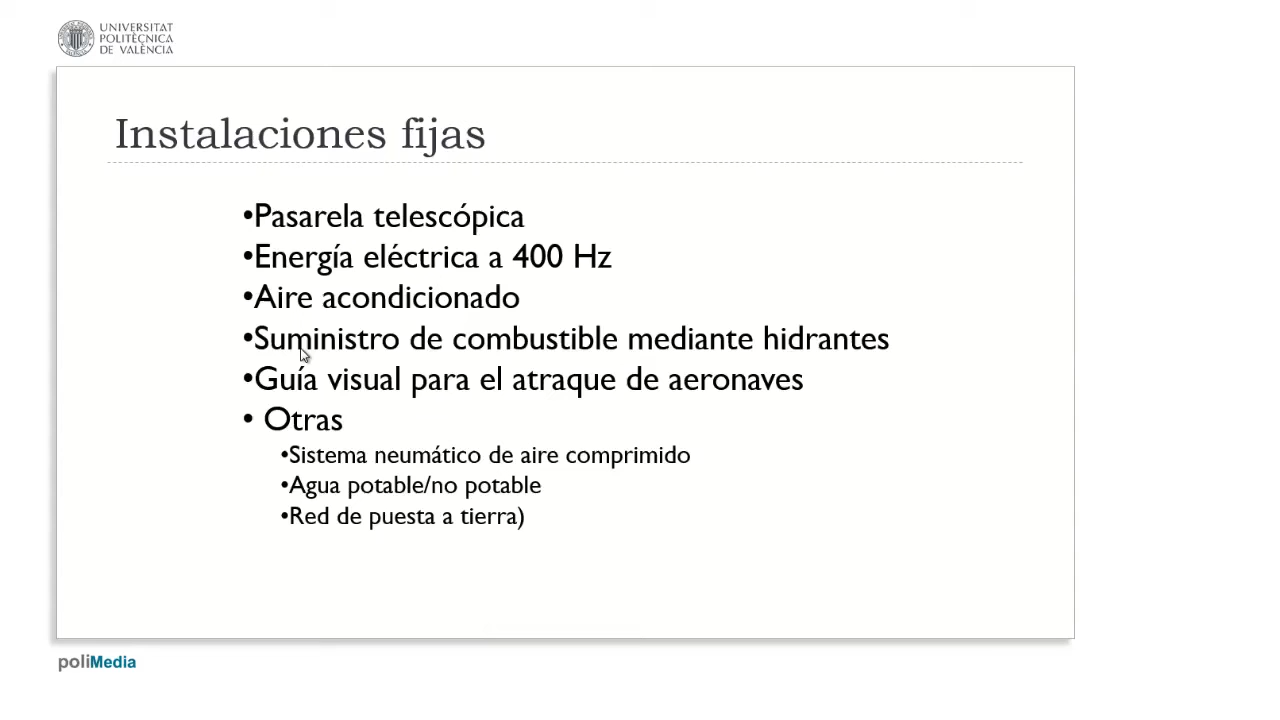 UNIVERSITAT
POLITÈCNICA
DE VALÈNCIA
Instalaciones fijas
•Pasarela telescópica
•Energía eléctrica a 400 Hz
•Aire acondicionado
•Suministro de combustible mediante hidrantes
•Guía visual para el atraque de aeronaves
• Otras
•Sistema neumático de aire comprimido
•Agua potable/no potable
•Red de puesta a tierra)
poliMedia